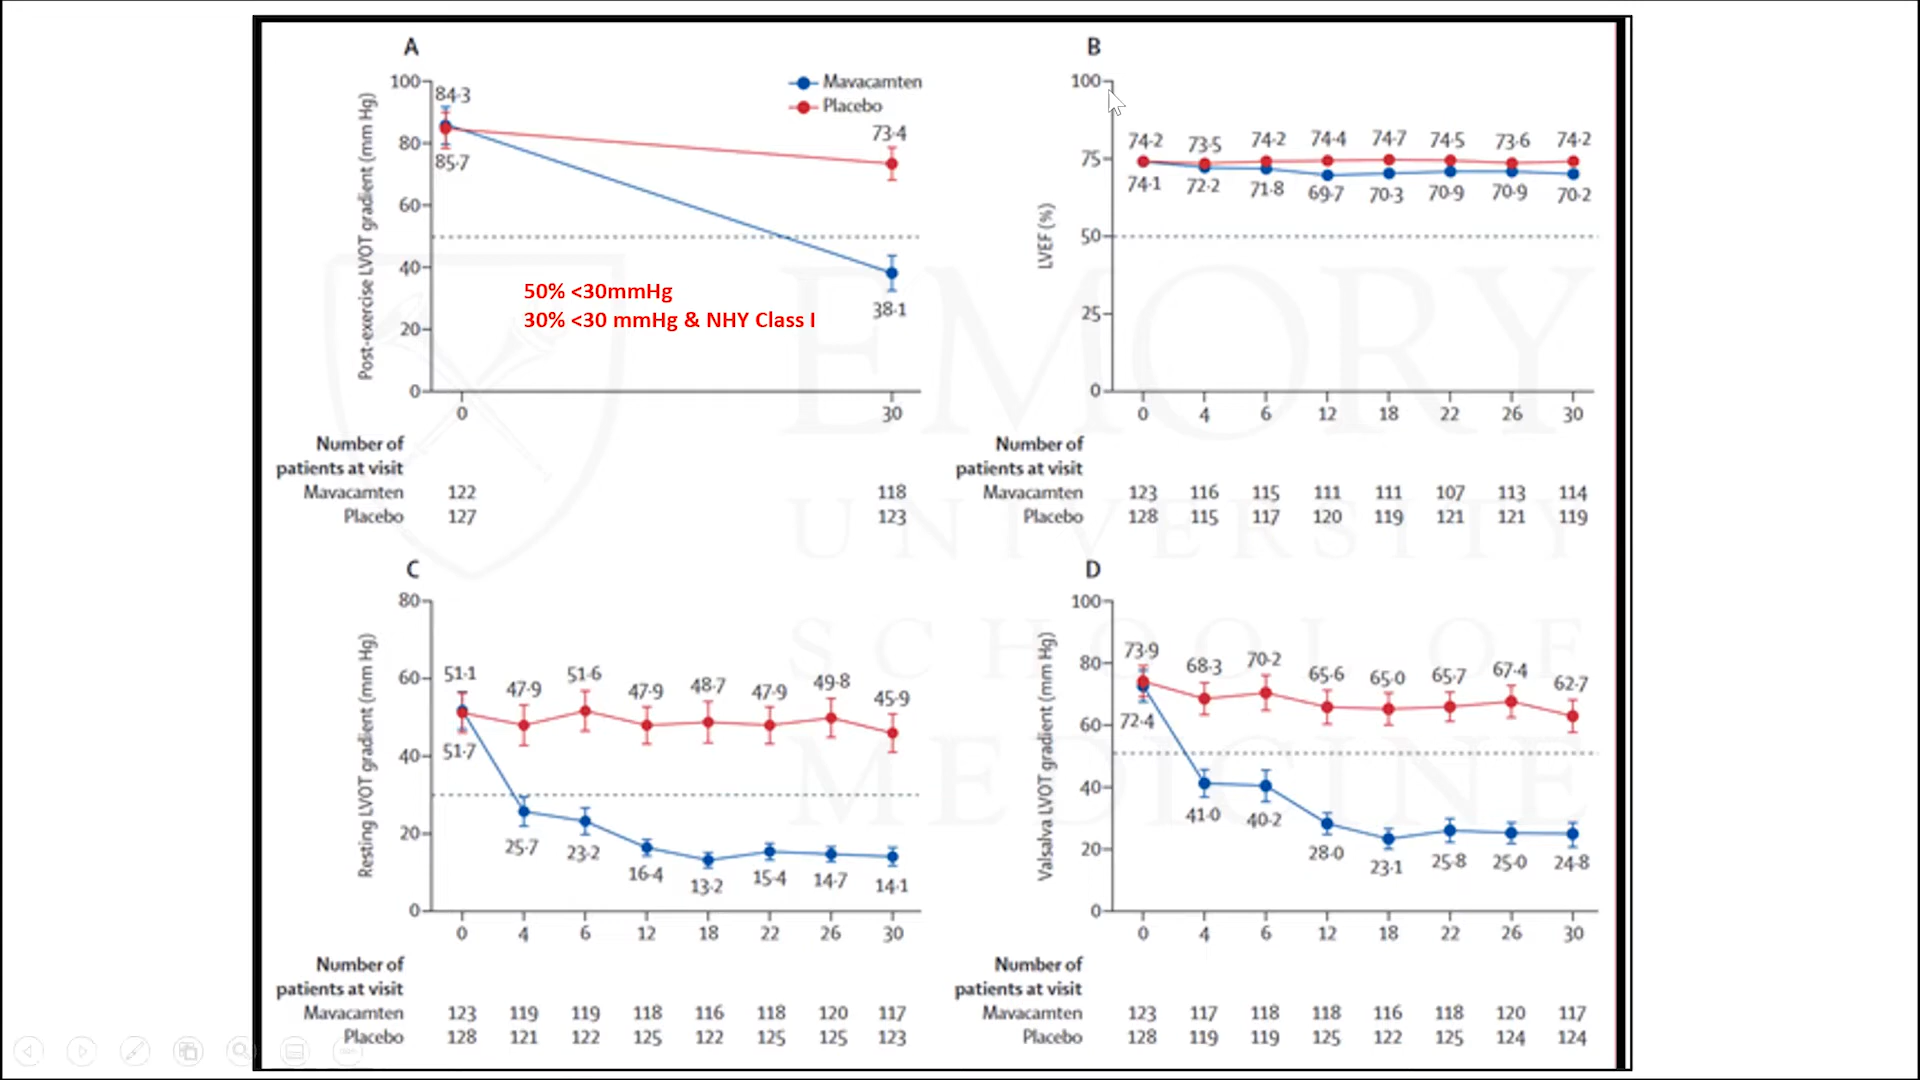 A
Mavacamten
Placebo
Post-exercise LVOT gradient (mm Hg)
100
80
60
40
20
0
84·3
85·7
73·4
38·1
50% <30mmHg
30% <30 mmHg & NHY Class I
0 30
Number of
patients at visit
Mavacamten 122 118
Placebo 127 123
B
LVEF (%)
100
75
50
25
0
74·2 73·5 74·2 74·4 74·7 74·5 73·6 74·2
74·1 72·2 71·8 69·7 70·3 70·9 70·9 70·2
0 4 6 12 18 22 26 30
Number of
patients at visit
Mavacamten 123 116 115 111 111 107 113 114
Placebo 128 115 117 120 119 121 121 119
C
Resting LVOT gradient (mm Hg)
80
60
40
20
0
51·1 47·9 51·6 47·9 48·7 47·9 49·8 45·9
51·7 25·7 23·2 16·4 13·2 15·4 14·7 14·1
0 4 6 12 18 22 26 30
Number of
patients at visit
Mavacamten 123 119 119 118 116 118 120 117
Placebo 128 121 122 125 122 125 125 123
D
Valsalva LVOT gradient (mm Hg)
100
80
60
40
20
0
73·9 68·3 70·2 65·6 65·0 65·7 67·4 62·7
72·4 41·0 40·2 28·0 23·1 25·8 25·0 24·8
0 4 6 12 18 22 26 30
Number of
patients at visit
Mavacamten 123 117 118 118 116 118 120 117
Placebo 128 119 119 125 122 125 124 124
EMORY
UNIVERSITY
SCHOOL OF
MEDICINE